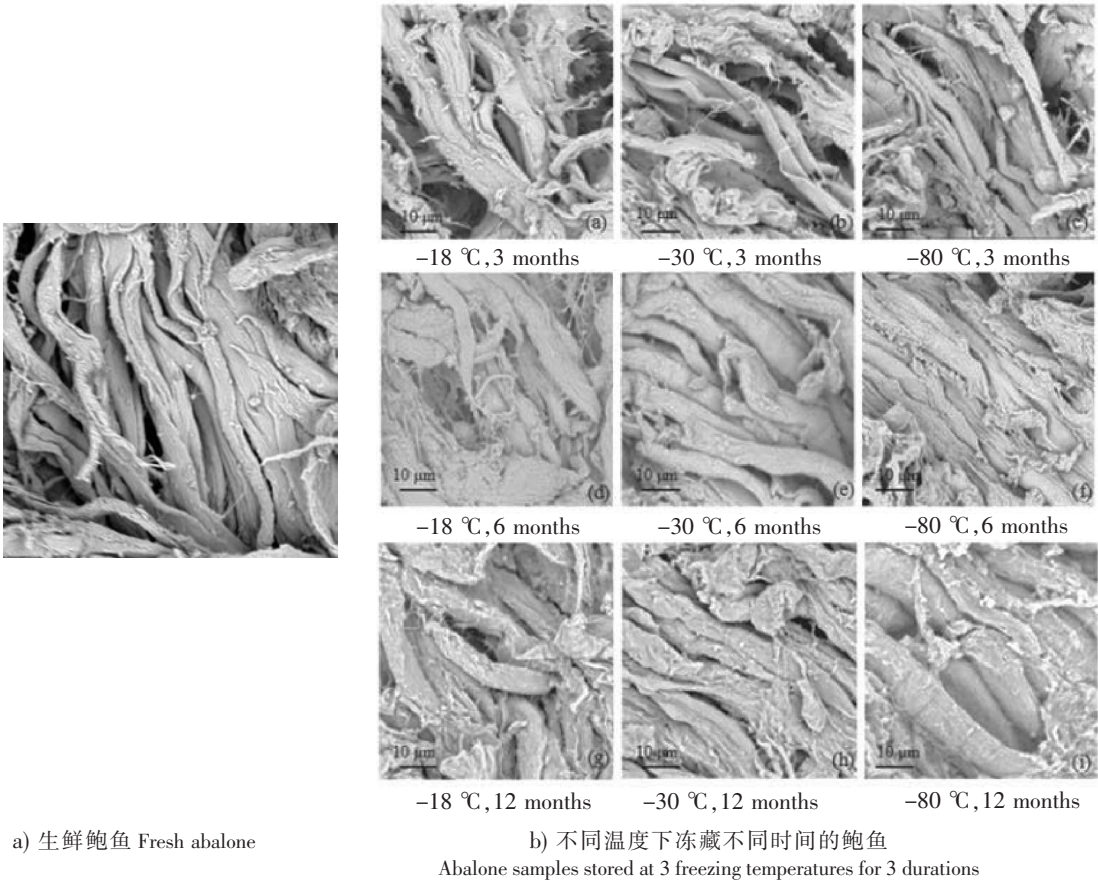 10 μm (a)
10 μm (b)
10 μm (c)
−18 ℃,3 months
−30 ℃,3 months
−80 ℃,3 months
10 μm (d)
10 μm (e)
10 μm (f)
−18 ℃,6 months
−30 ℃,6 months
−80 ℃,6 months
10 μm (g)
10 μm (h)
10 μm (i)
−18 ℃,12 months
−30 ℃,12 months
−80 ℃,12 months
a) 生鲜鲍鱼 Fresh abalone
b) 不同温度下冻藏不同时间的鲍鱼
Abalone samples stored at 3 freezing temperatures for 3 durations